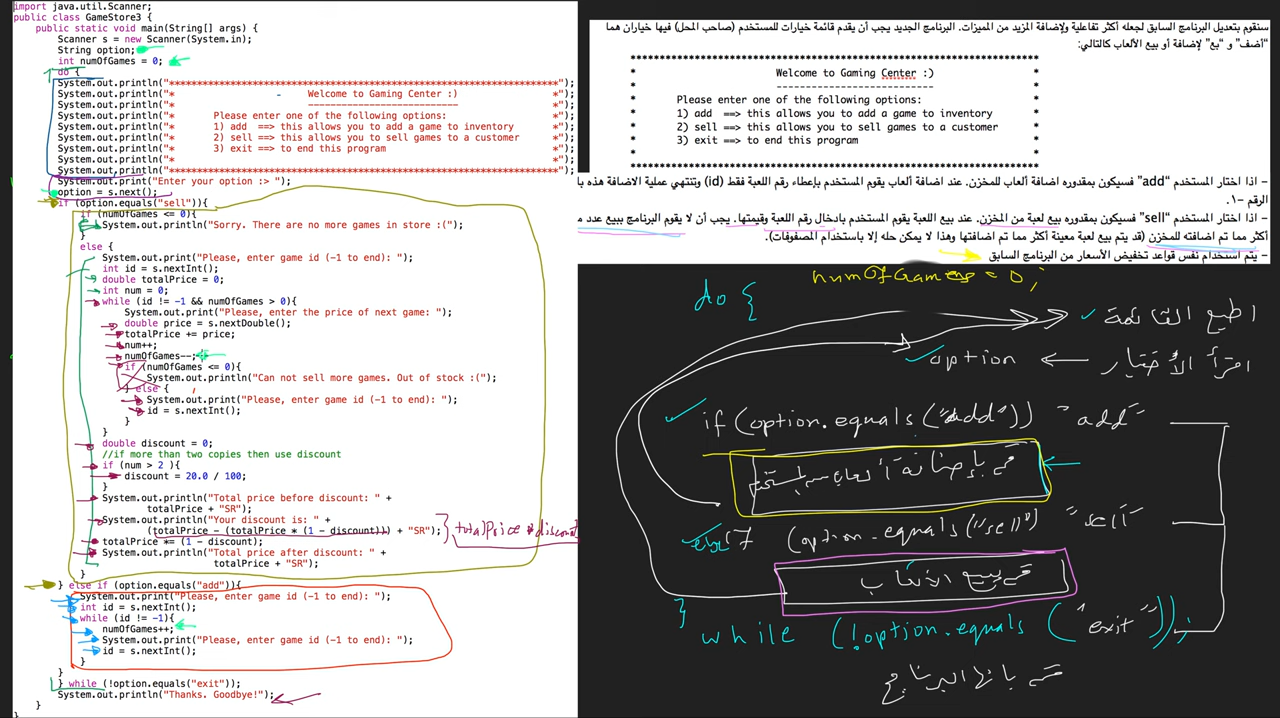 import java.util.Scanner;
public class GameStore3 {
public static void main(String[] args) {
Scanner s = new Scanner(System.in);
String option;
int numOfGames = 0;
do {
System.out.println("***********************************************************");
System.out.println("* Welcome to Gaming Center :) *");
System.out.println("* --------------------------- *");
System.out.println("* Please enter one of the following options: *");
System.out.println("* 1) add ==> this allows you to add a game to inventory *");
System.out.println("* 2) sell ==> this allows you to sell games to a customer *");
System.out.println("* 3) exit ==> to end this program *");
System.out.println("* *");
System.out.println("***********************************************************");
System.out.print("Enter your option :> ");
option = s.next();
if (option.equals("sell")){
if (numOfGames <= 0){
System.out.println("Sorry. There are no more games in store :(");
}
else {
System.out.print("Please, enter game id (-1 to end): ");
int id = s.nextInt();
double totalPrice = 0;
int num = 0;
while (id != -1 && numOfGames > 0){
System.out.print("Please, enter the price of next game: ");
double price = s.nextDouble();
totalPrice += price;
num++;
numOfGames--;
if (numOfGames <= 0){
System.out.println("Can not sell more games. Out of stock :(");
} else {
System.out.print("Please, enter game id (-1 to end): ");
id = s.nextInt();
}
}
double discount = 0;
//if more than two copies then use discount
if (num > 2 ){
discount = 20.0 / 100;
}
System.out.println("Total price before discount: " +
totalPrice + "SR");
System.out.println("Your discount is: " +
(totalPrice - (totalPrice * (1 - discount))) + "SR");
totalPrice *= (1 - discount);
System.out.println("Total price after discount: " +
totalPrice + "SR");
}
} else if (option.equals("add")){
System.out.print("Please, enter game id (-1 to end): ");
int id = s.nextInt();
while (id != -1){
numOfGames++;
System.out.print("Please, enter game id (-1 to end): ");
id = s.nextInt();
}
}
} while (!option.equals("exit"));
System.out.println("Thanks. Goodbye!");
}
}
totalPrice * discount
سنقوم بتعديل البرنامج السابق لجعله أكثر تفاعلية ولإضافة المزيد من الميزات. البرنامج الجديد يجب أن يقدم قائمة خيارات للمستخدم (صاحب المحل) فيها خياران هما
"أضف" و "بع" لإضافة أو بيع الألعاب كالتالي:
***********************************************************
* Welcome to Gaming Center :) *
* --------------------------- *
* Please enter one of the following options: *
* 1) add ==> this allows you to add a game to inventory *
* 2) sell ==> this allows you to sell games to a customer *
* 3) exit ==> to end this program *
* *
***********************************************************
– اذا اختار المستخدم "add" فسيكون بمقدوره اضافة ألعاب للمخزن. عند اضافة ألعاب يقوم المستخدم بإعطاء رقم اللعبة فقط (id) وتنتهي عملية الاضافة هذه با
الرقم -١.
– اذا اختار المستخدم "sell" فسيكون بمقدوره بيع لعبة من المخزن. عند بيع اللعبة يقوم المستخدم بادخال رقم اللعبة وقيمتها. يجب أن لا يقوم البرنامج ببيع عدد م
أكثر مما تم اضافته للمخزن (قد يتم بيع لعبة معينة أكثر مما تم اضافتها وهذا لا يمكن حله إلا باستخدام المصفوفات).
– يتم استخدام نفس قواعد تخفيض الأسعار من البرنامج السابق
numOfGames = 0;
do {
اطبع القائمة
اقرأ الاختيار ← option
if (option.equals("add")) "add"
قم بإضافة ألعاب
else if (option.equals("sell") "sell"
قم ببيع الألعاب
} while (!option.equals("exit"));
قم بإنهاء البرنامج